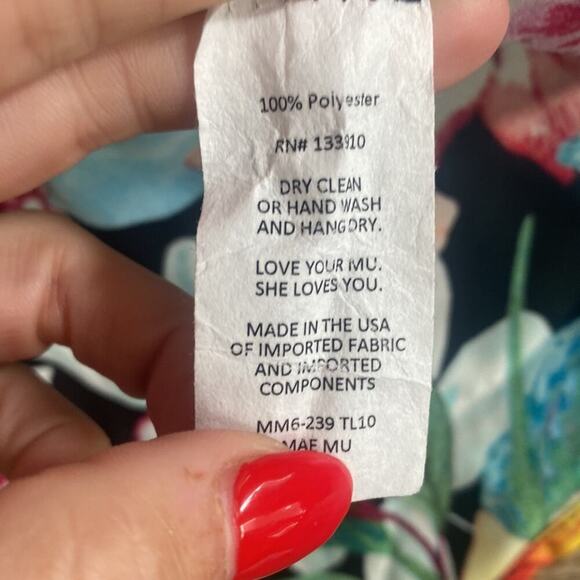 100% Polyester
RN# 133910
DRY CLEAN
OR HAND WASH
AND HANG DRY.
LOVE YOUR MU.
SHE LOVES YOU.
MADE IN THE USA
OF IMPORTED FABRIC
AND IMPORTED
COMPONENTS
MM6-239 TL10
MAE MU